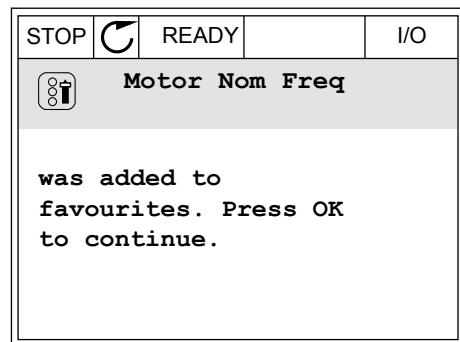 STOP READY I/O
Motor Nom Freq
was added to
favourites. Press OK
to continue.